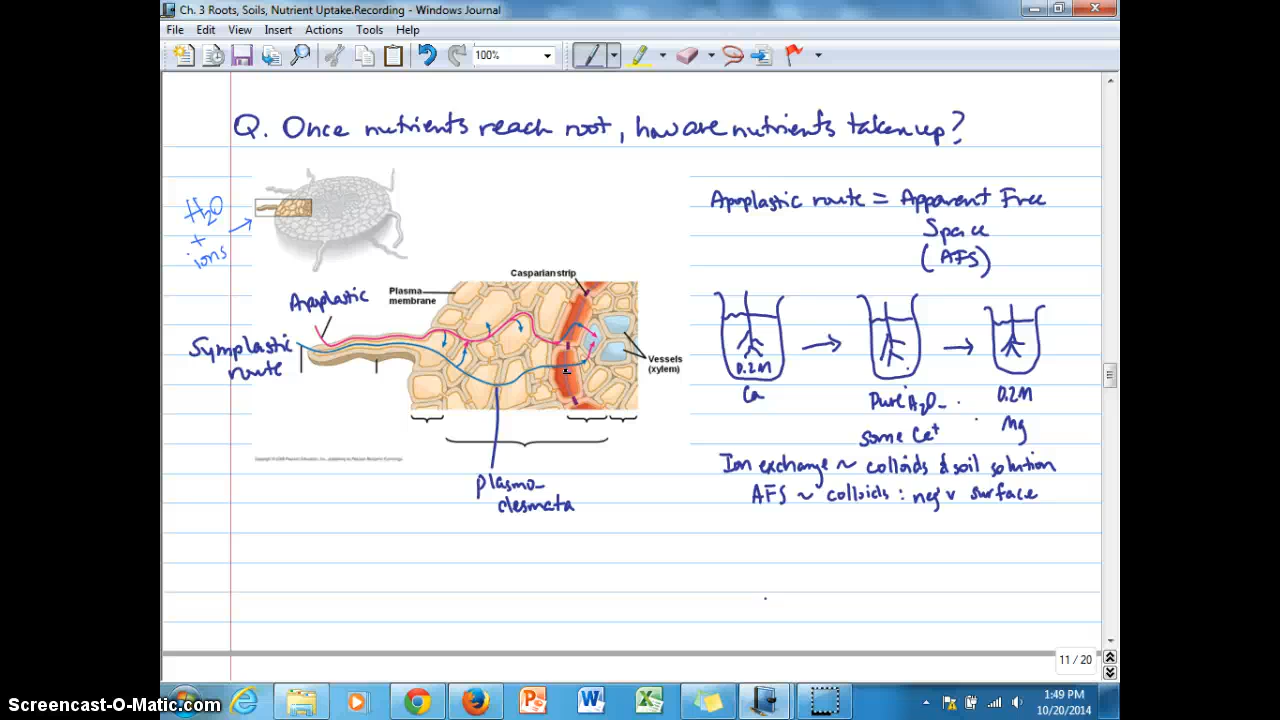 Ch. 3 Roots, Soils, Nutrient Uptake.Recording - Windows Journal
File Edit View Insert Actions Tools Help
100%
Q. Once nutrients reach root, how are nutrients taken up?
H2O
+
ions
Apoplastic
Symplastic
route
Plasma
membrane
Casparian strip
Vessels
(xylem)
plasmo-
desmata
Apoplastic route = Apparent Free
Space
(AFS)
0.2M
Ca
Pure H2O
some Ca+
0.2M
Mg
Ion exchange ~ colloids & soil solution
AFS ~ colloids : neg v surface
11 / 20
Screencast-O-Matic.com
1:49 PM
10/20/2014